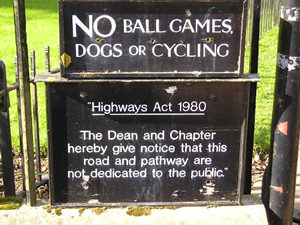 NO BALL GAMES,
DOGS OR CYCLING
"Highways Act 1980
The Dean and Chapter
hereby give notice that this
road and pathway are
not dedicated to the public."